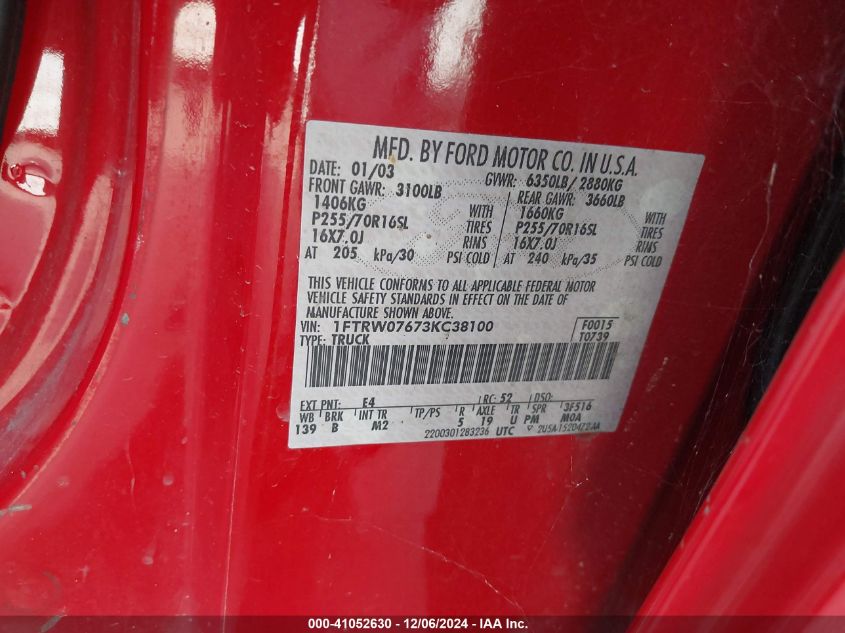 MFD. BY FORD MOTOR CO. IN U.S.A.
DATE: 01/03 GVWR: 6350LB/ 2880KG
FRONT GAWR: 3100LB REAR GAWR: 3660LB
1406KG WITH 1660KG WITH
P255/70R16SL TIRES P255/70R16SL TIRES
16X7.0J RINS 16X7.0J RINS
AT 205 kPa/30 PSI COLD AT 240 kPa/35 PSI COLD
THIS VEHICLE CONFORMS TO ALL APPLICABLE FEDERAL MOTOR
VEHICLE SAFETY STANDARDS IN EFFECT ON THE DATE OF
MANUFACTURE SHOWN ABOVE.
VIN: 1FTRW07673KC38100 F0015
TYPE: TRUCK T0739
EXT PNT: E4 RC: 52 DSO:
WB BRK INT TR TP/PS R AXLE TR SPR 3F516
139 B M2 5 19 U PM MOA
2200301283236 UTC
000-41052630 - 12/06/2024 - IAA Inc.